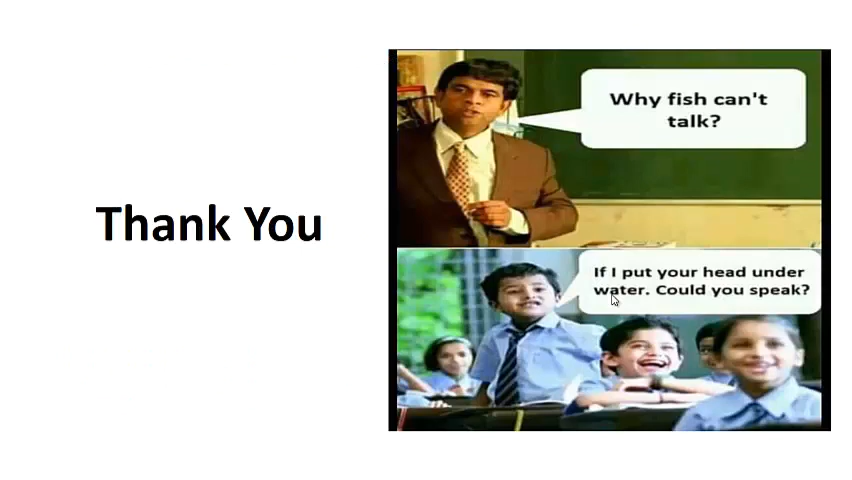 Thank You
Why fish can't
talk?
If I put your head under
water. Could you speak?